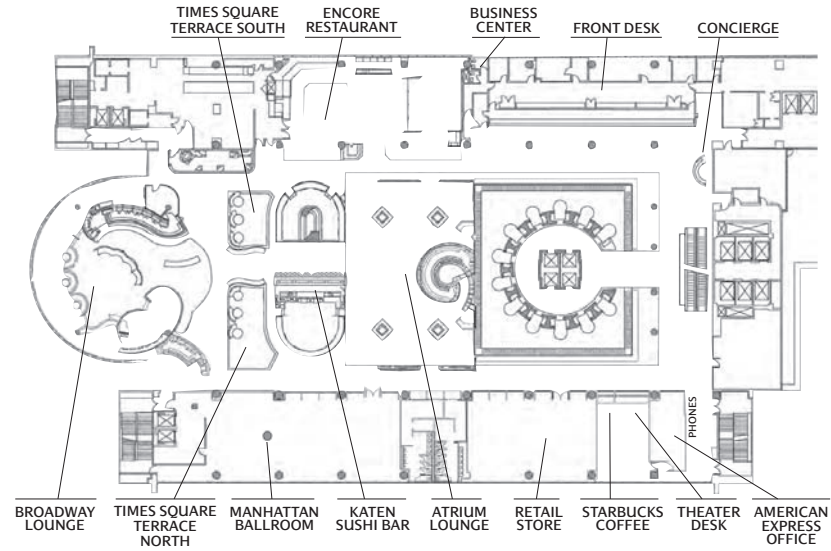 TIMES SQUARE
TERRACE SOUTH
ENCORE
RESTAURANT
BUSINESS
CENTER
FRONT DESK
CONCIERGE
PHONES
BROADWAY
LOUNGE
TIMES SQUARE
TERRACE
NORTH
MANHATTAN
BALLROOM
KATEN
SUSHI BAR
ATRIUM
LOUNGE
RETAIL
STORE
STARBUCKS
COFFEE
THEATER
DESK
AMERICAN
EXPRESS
OFFICE